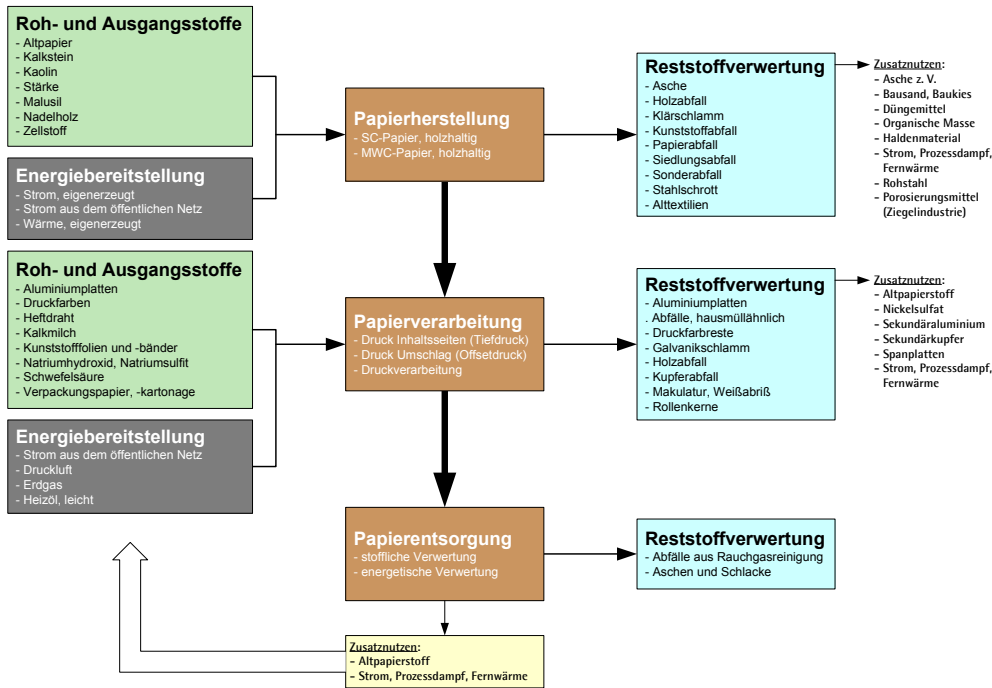 Roh- und Ausgangsstoffe
- Altpapier
- Kalkstein
- Kaolin
- Stärke
- Malusil
- Nadelholz
- Zellstoff
Energiebereitstellung
- Strom, eigenerzeugt
- Strom aus dem öffentlichen Netz
- Wärme, eigenerzeugt
Papierherstellung
- SC-Papier, holzhaltig
- MWC-Papier, holzhaltig
Reststoffverwertung
- Asche
- Holzabfall
- Klärschlamm
- Kunststoffabfall
- Papierabfall
- Siedlungsabfall
- Sonderabfall
- Stahlschrott
- Alttextilien
Zusatznutzen:
- Asche z. V.
- Bausand, Baukies
- Düngemittel
- Organische Masse
- Haldenmaterial
- Strom, Prozessdampf,
Fernwärme
- Rohstahl
- Porosierungsmittel
(Ziegelindustrie)
Roh- und Ausgangsstoffe
- Aluminiumplatten
- Druckfarben
- Heftdraht
- Kalkmilch
- Kunststofffolien und -bänder
- Natriumhydroxid, Natriumsulfit
- Schwefelsäure
- Verpackungspapier, -kartonage
Energiebereitstellung
- Strom aus dem öffentlichen Netz
- Druckluft
- Erdgas
- Heizöl, leicht
Papierverarbeitung
- Druck Inhaltsseiten (Tiefdruck)
- Druck Umschlag (Offsetdruck)
- Druckverarbeitung
Reststoffverwertung
- Aluminiumplatten
. Abfälle, hausmüllähnlich
- Druckfarbreste
- Galvanikschlamm
- Holzabfall
- Kupferabfall
- Makulatur, Weißabriß
- Rollenkerne
Zusatznutzen:
- Altpapierstoff
- Nickelsulfat
- Sekundäraluminium
- Sekundärkupfer
- Spanplatten
- Strom, Prozessdampf,
Fernwärme
Papierentsorgung
- stoffliche Verwertung
- energetische Verwertung
Reststoffverwertung
- Abfälle aus Rauchgasreinigung
- Aschen und Schlacke
Zusatznutzen:
- Altpapierstoff
- Strom, Prozessdampf, Fernwärme